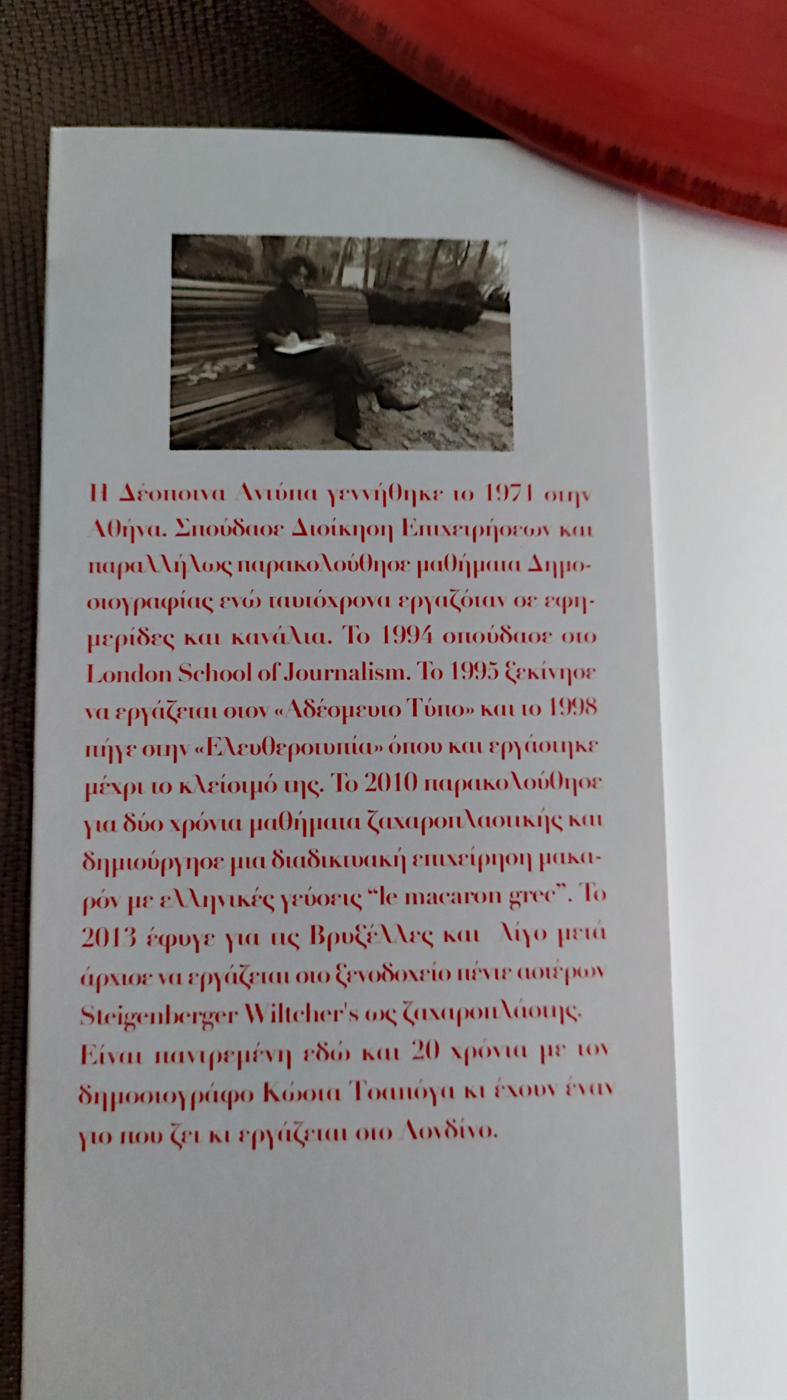 Η Δέσποινα Αντύπα γεννήθηκε το 1971 στην
Αθήνα. Σπούδασε Διοίκηση Επιχειρήσεων και
παραλλήλως παρακολούθησε μαθήματα Δημο-
σιογραφίας ενώ ταυτόχρονα εργαζόταν σε εφη-
μερίδες και κανάλια. Το 1994 σπούδασε στο
London School of Journalism. Το 1995 ξεκίνησε
να εργάζεται στον «Αδέσμευτο Τύπο» και το 1998
πήγε στην «Ελευθεροτυπία» όπου και εργάστηκε
μέχρι το κλείσιμό της. Το 2010 παρακολούθησε
για δύο χρόνια μαθήματα ζαχαροπλαστικής και
δημιούργησε μια διαδικτυακή επιχείρηση μακα-
ρόν με ελληνικές γεύσεις “le macaron grec”. Το
2013 έφυγε για τις Βρυξέλλες και λίγο μετά
άρχισε να εργάζεται στο ξενοδοχείο πέντε αστέρων
Steigenberger Wiltcher's ως ζαχαροπλάστης.
Είναι παντρεμένη εδώ και 20 χρόνια με τον
δημοσιογράφο Κώστα Τσαπόγα κι έχουν έναν
γιο που ζει κι εργάζεται στο Λονδίνο.